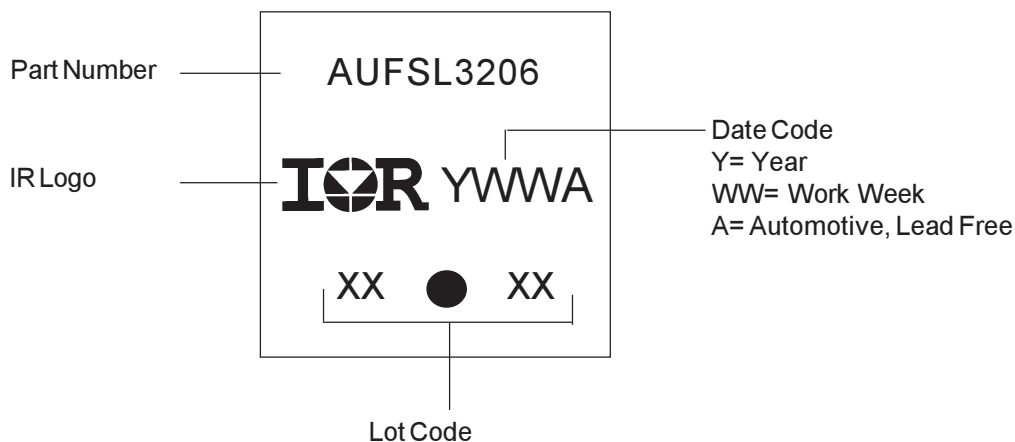 Part Number
AUFSL3206
IR Logo
IOR YWWA
Date Code
Y= Year
WW= Work Week
A= Automotive, Lead Free
XX XX
Lot Code